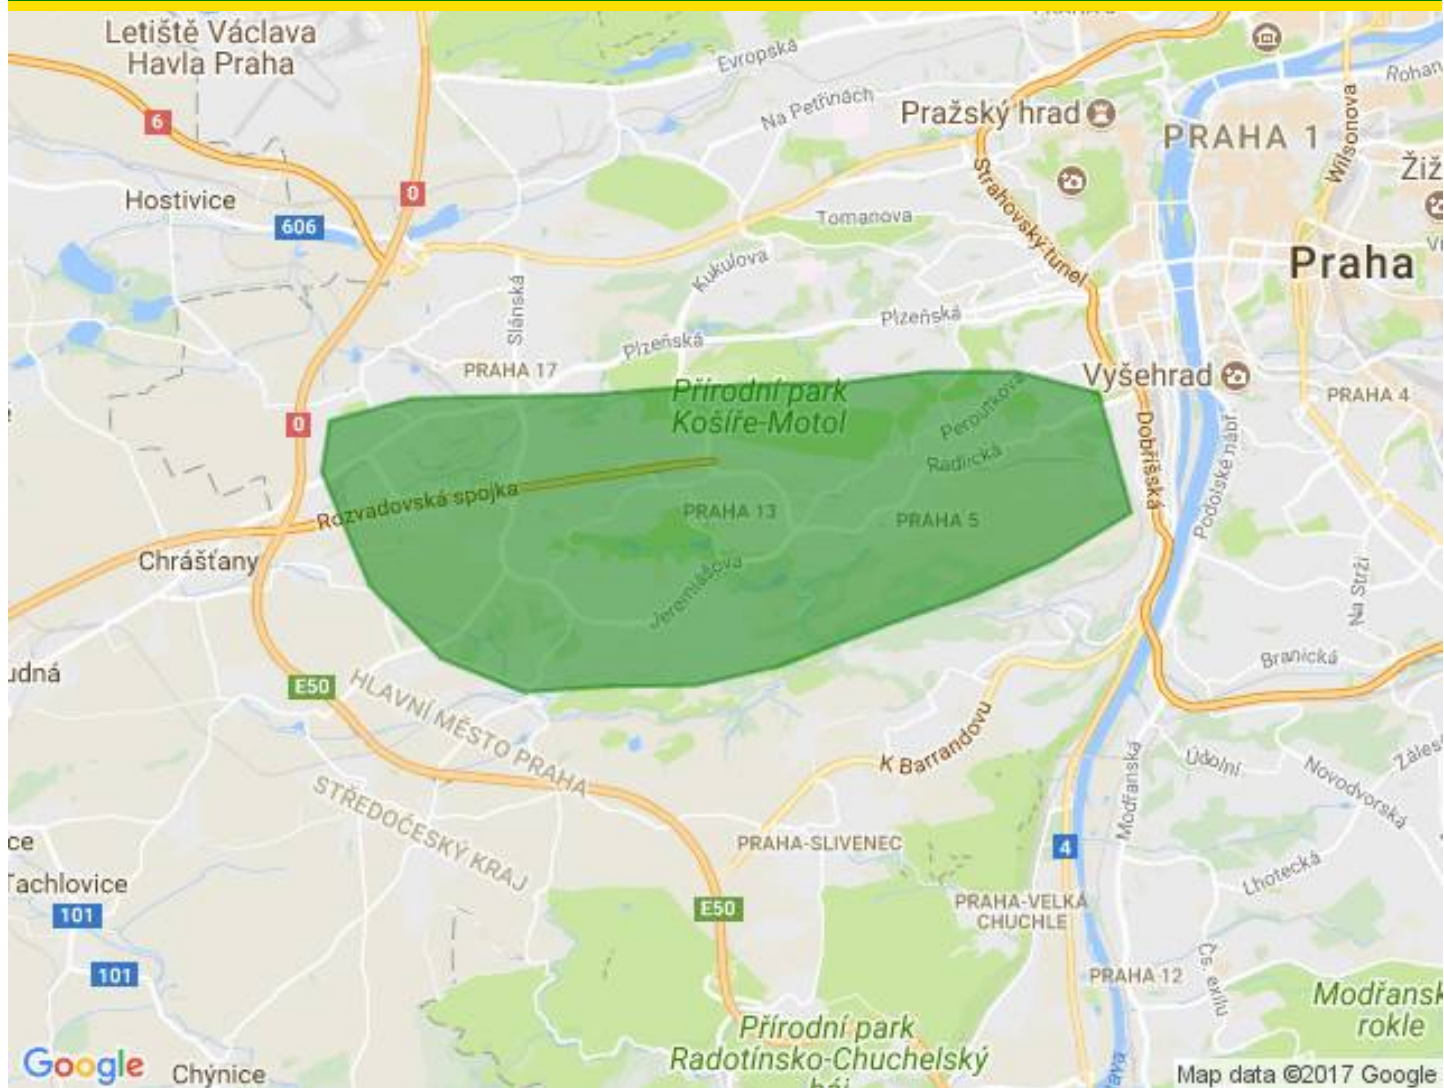 Letiště Václava
Havla Praha
Evropská
Rohan
6
Na Petřinách
Pražský hrad
PRAHA 1
Wilsonova
Žiž
0
Hostivice
606
Strahovský tunel
Tomanova
Kukulova
Praha
Slánská
Plzeňská
Plzeňská
PRAHA 17
Vyšehrad
PRAHA 4
Přírodní park
Košíře-Motol
Peroutkova
0
Radlická
Dobříšská
Podolské nábř.
Rozvadovská spojka
PRAHA 13
PRAHA 5
Chrášťany
Jeremiášova
Na Strži
Branická
udná
E50
HLAVNÍ MĚSTO PRAHA
STŘEDOČESKÝ KRAJ
K Barrandovu
Modřanská
Údolní
Novodvorská
Záles
ce
PRAHA-SLIVENEC
4
Tachlovice
Lhotecká
101
E50
PRAHA-VELKÁ
CHUCHLE
101
PRAHA 12
Čs. exilu
Modřansk
rokle
Přírodní park
Radotínsko-Chuchelský
háj
Google
Chýnice
Map data ©2017 Google